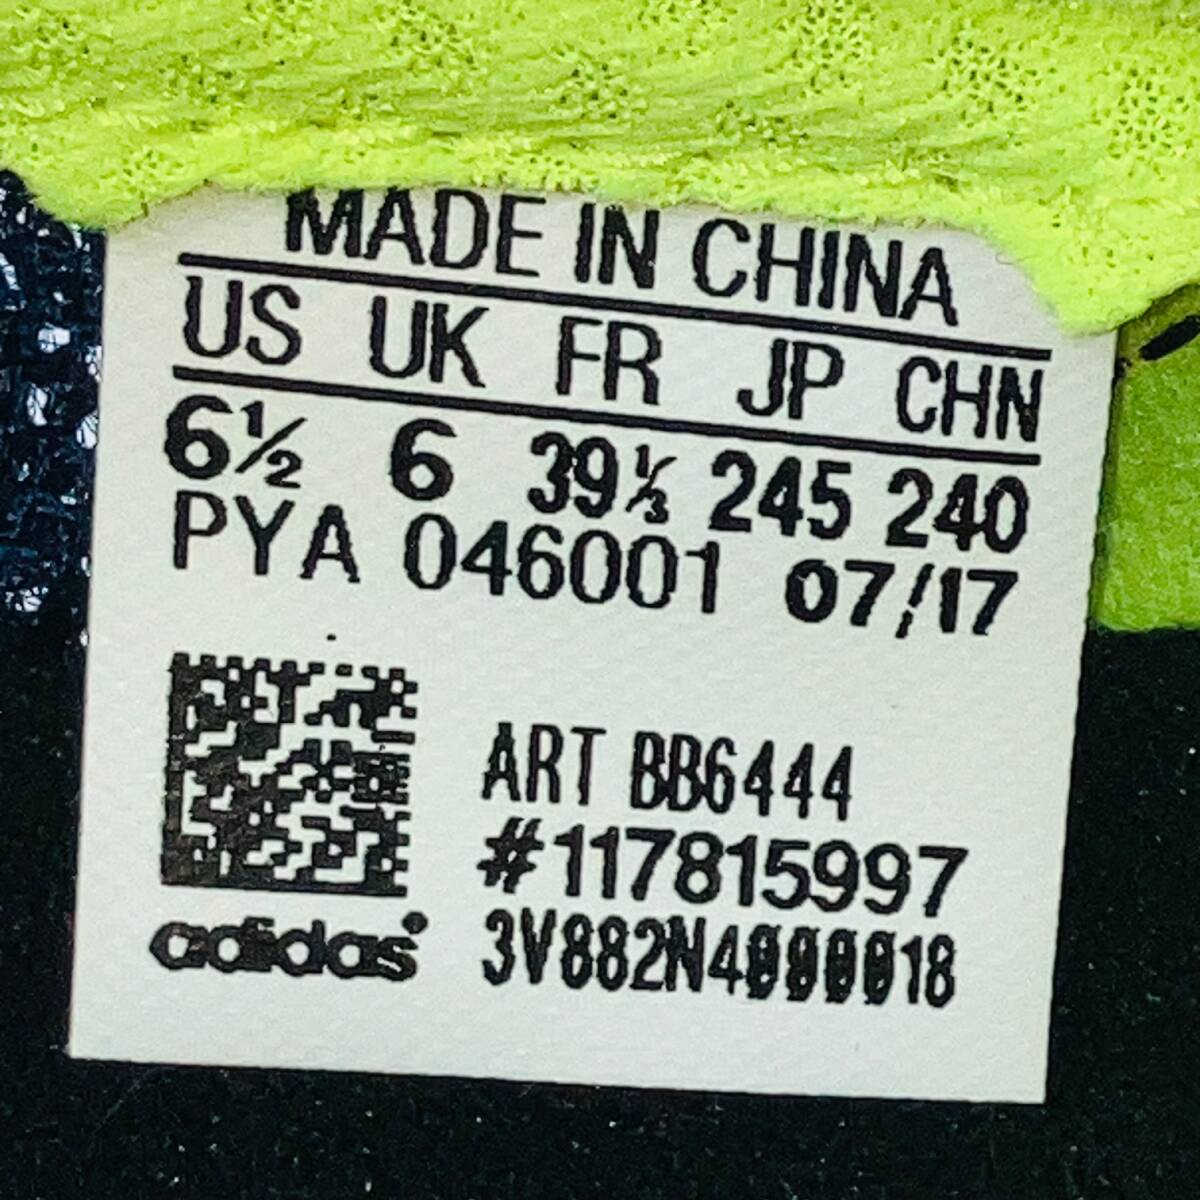 MADE IN CHINA
US UK FR JP CHN
6½ 6 39⅓ 245 240
PYA 046001 07/17
ART BB6444
#117815997
adidas 3V882N4000018